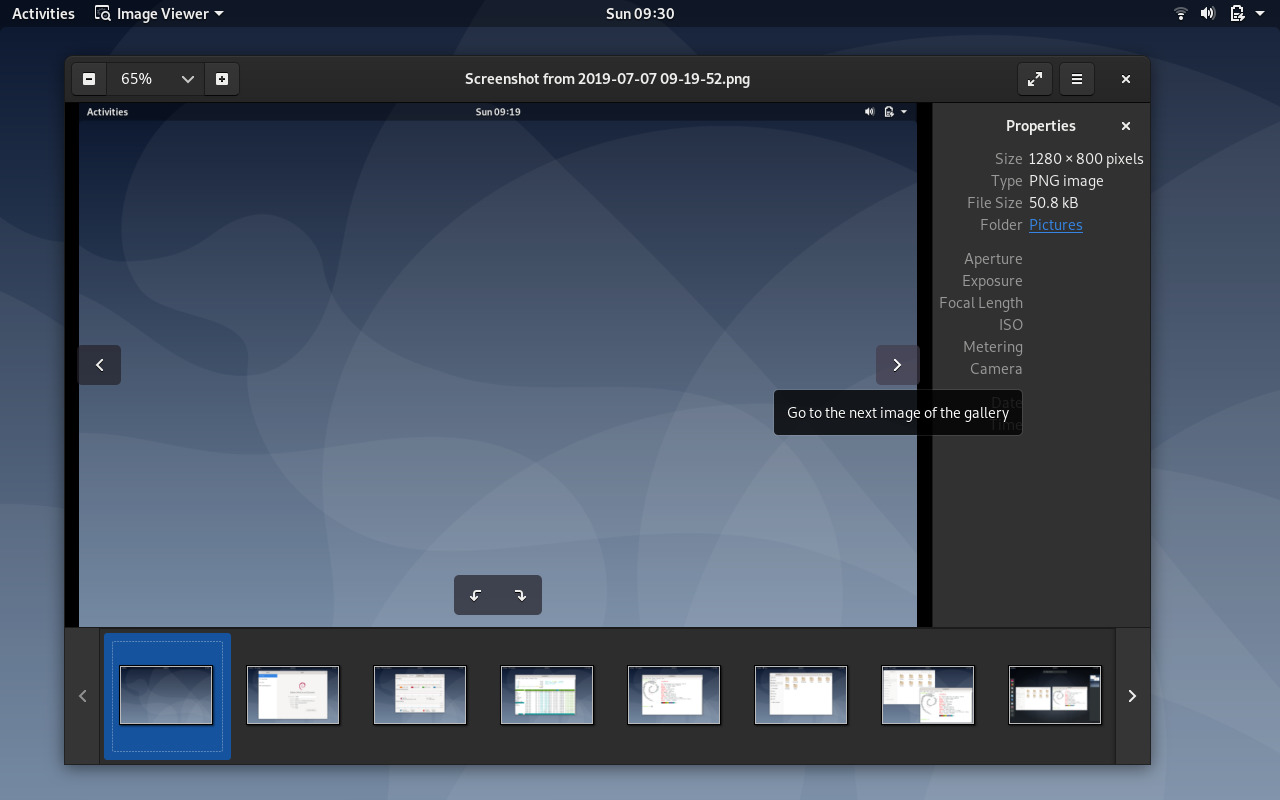 Activities Image Viewer Sun 09:30
65% Screenshot from 2019-07-07 09-19-52.png
Activities Sun 09:19
Properties
Size 1280 × 800 pixels
Type PNG image
File Size 50.8 kB
Folder Pictures
Aperture
Exposure
Focal Length
ISO
Metering
Camera
Date
Go to the next image of the gallery
Time